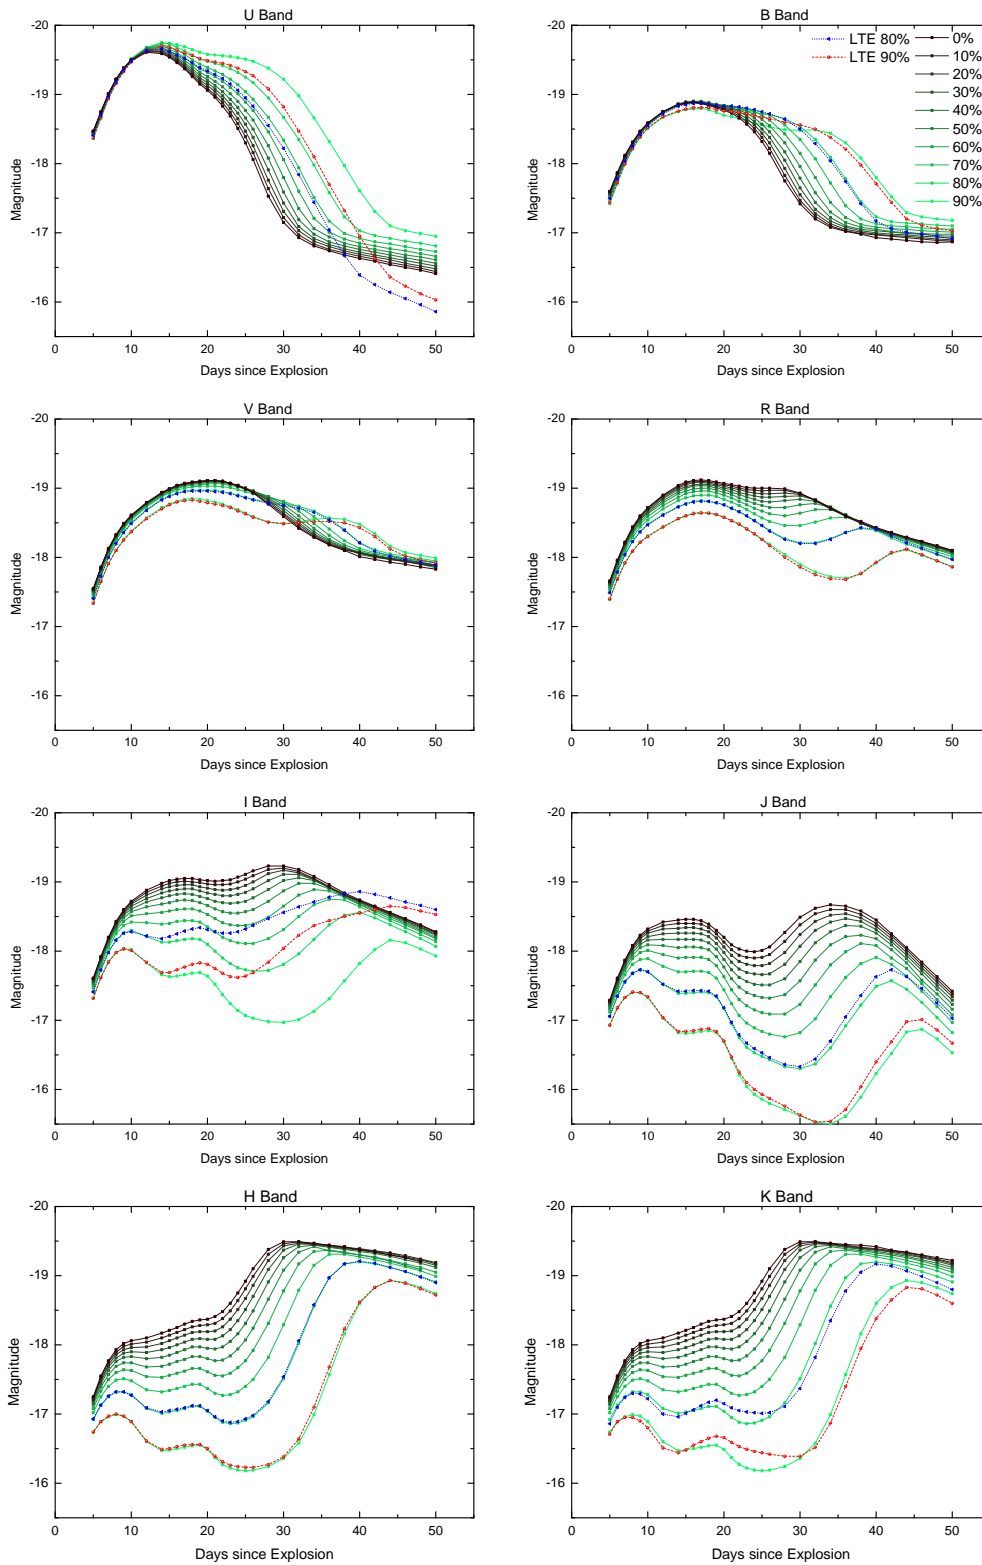 U Band
-20
-19
-18
-17
-16
Magnitude
0 10 20 30 40 50
Days since Explosion
B Band
-20
-19
-18
-17
-16
Magnitude
0 10 20 30 40 50
Days since Explosion
LTE 80%
LTE 90%
0%
10%
20%
30%
40%
50%
60%
70%
80%
90%
V Band
-20
-19
-18
-17
-16
Magnitude
0 10 20 30 40 50
Days since Explosion
R Band
-20
-19
-18
-17
-16
Magnitude
0 10 20 30 40 50
Days since Explosion
I Band
-20
-19
-18
-17
-16
Magnitude
0 10 20 30 40 50
Days since Explosion
J Band
-20
-19
-18
-17
-16
Magnitude
0 10 20 30 40 50
Days since Explosion
H Band
-20
-19
-18
-17
-16
Magnitude
0 10 20 30 40 50
Days since Explosion
K Band
-20
-19
-18
-17
-16
Magnitude
0 10 20 30 40 50
Days since Explosion